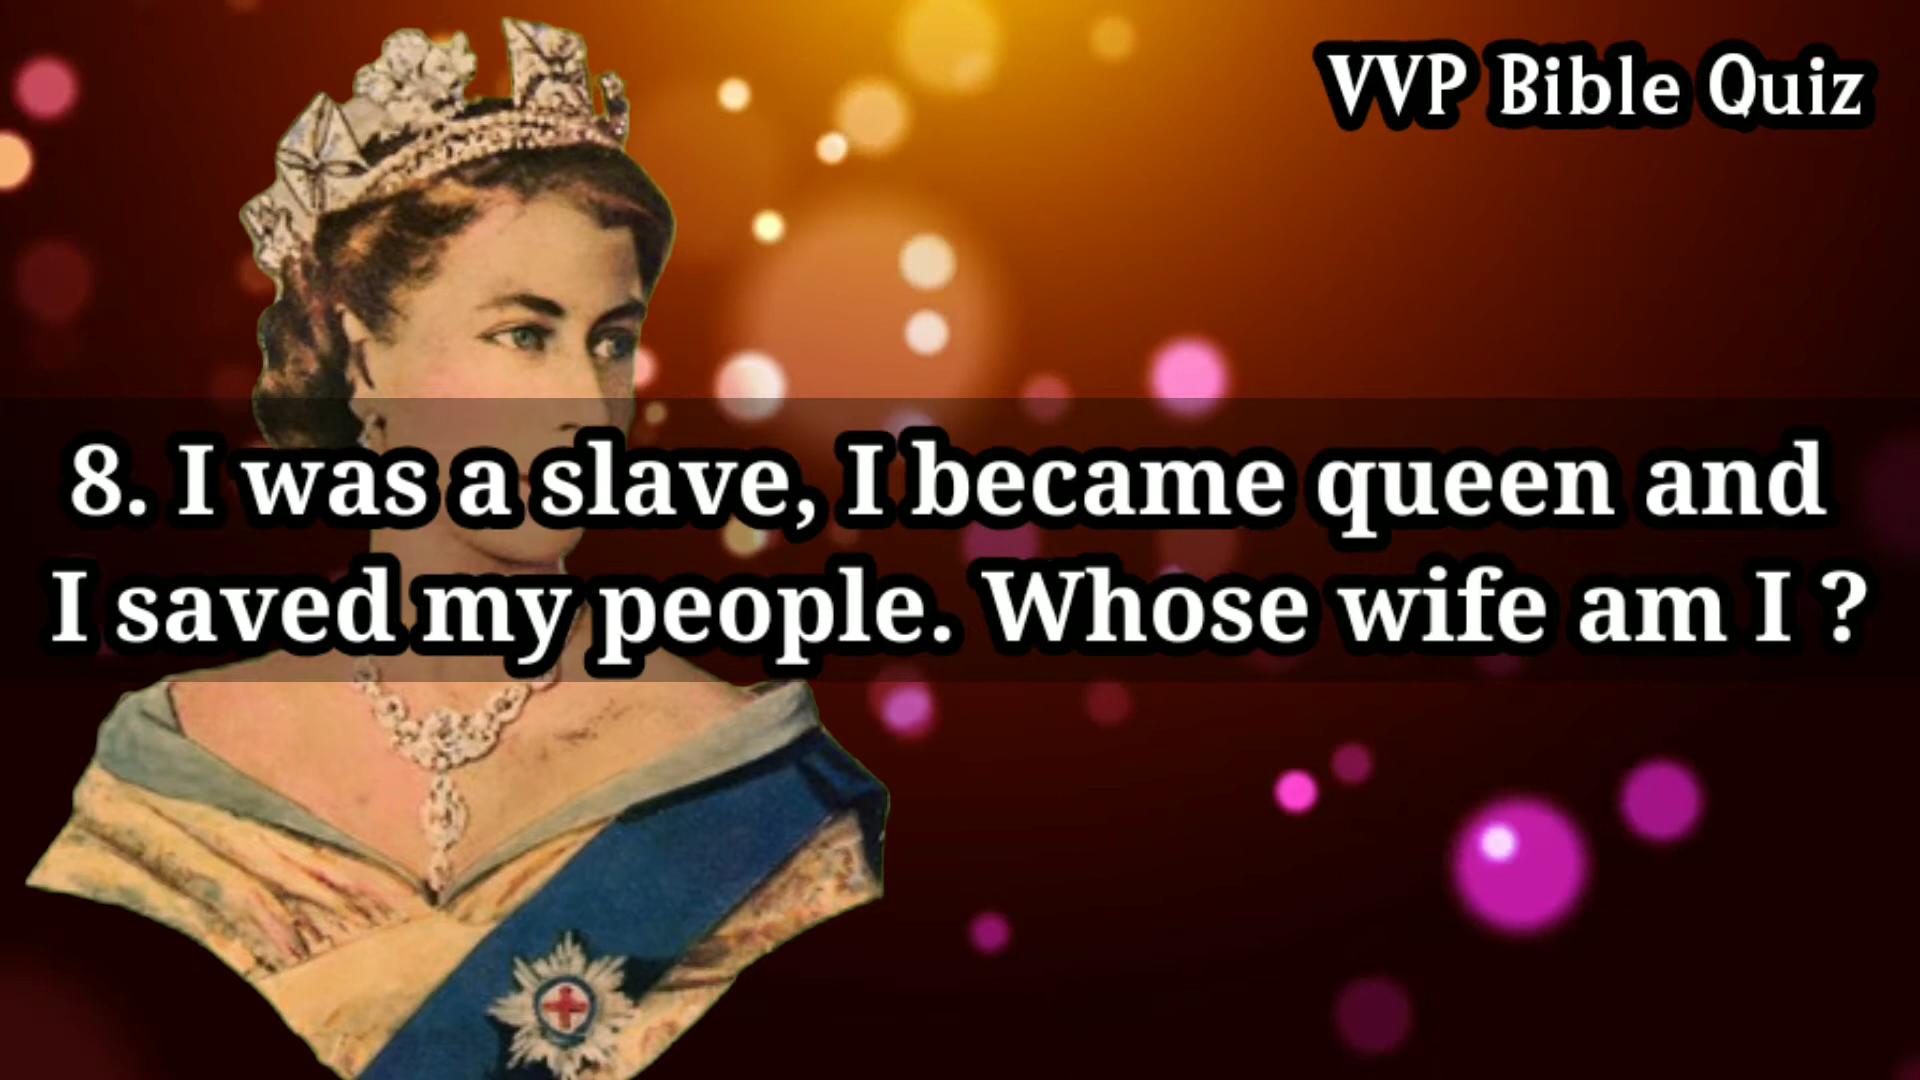 VVP Bible Quiz
8. I was a slave, I became queen and
I saved my people. Whose wife am I ?